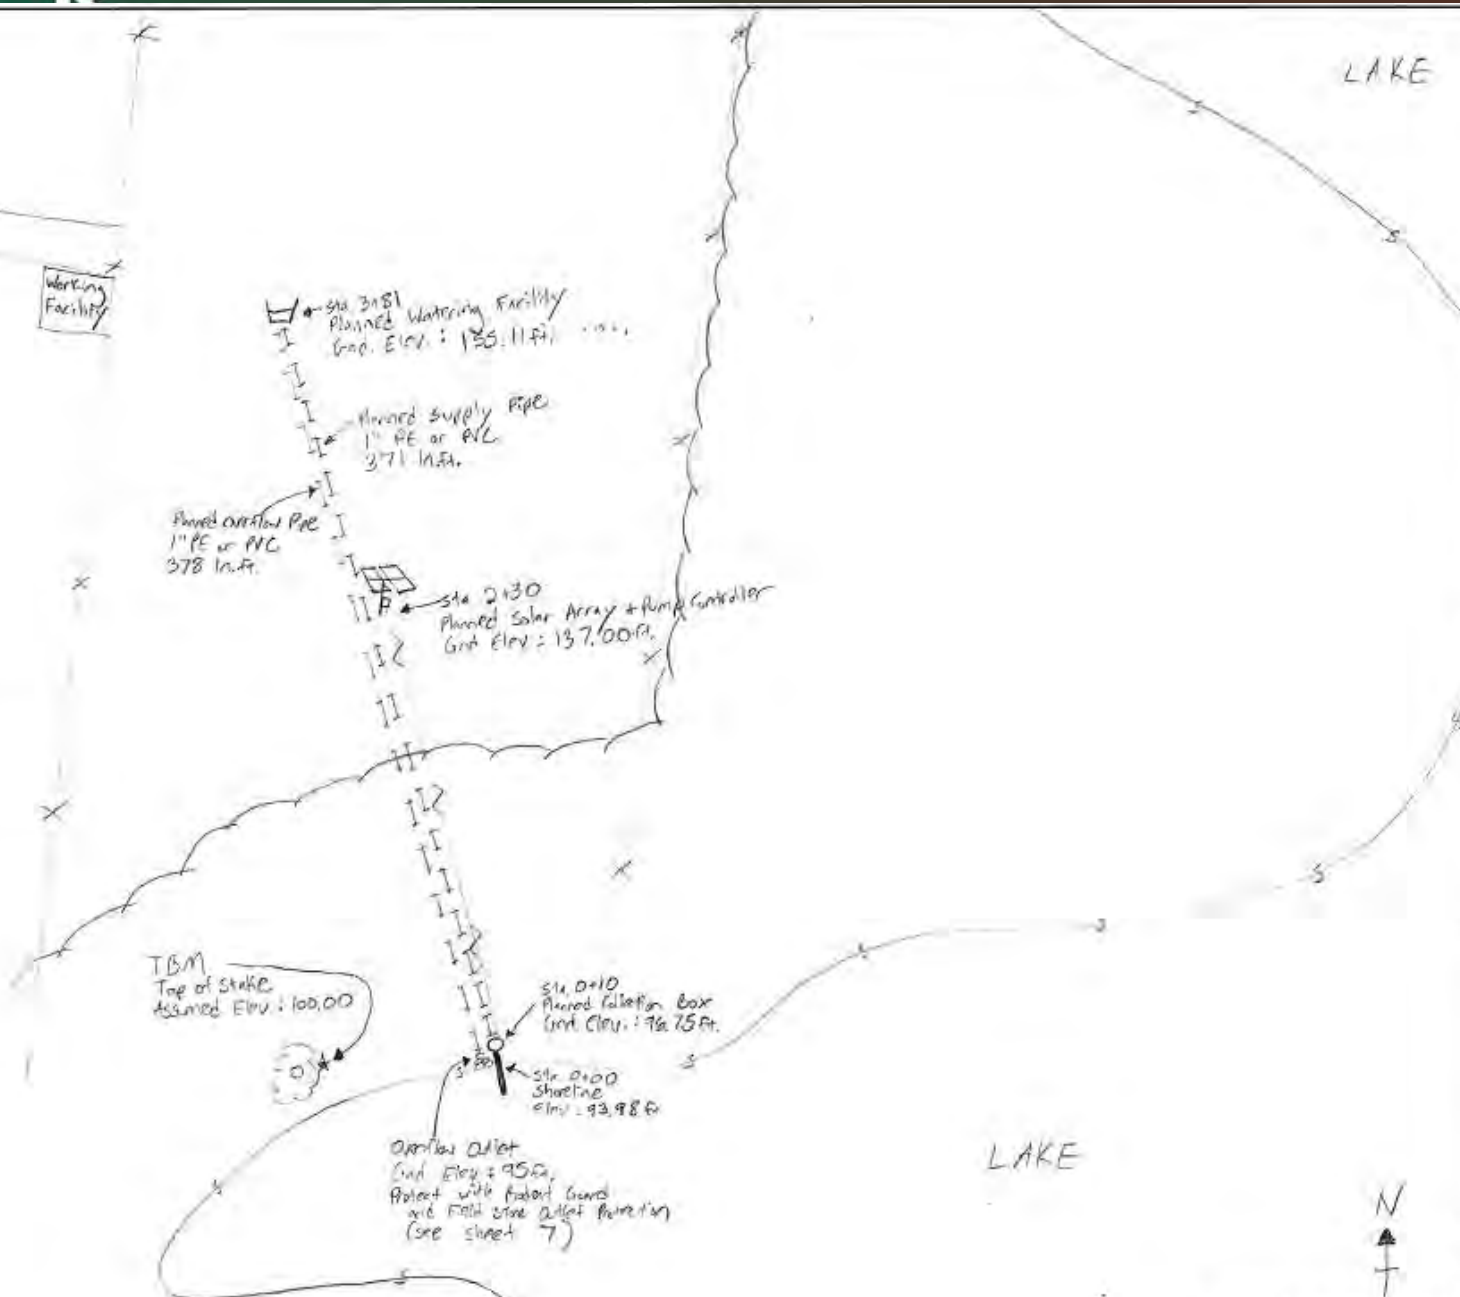 LAKE
Working
Facility
Sta. 3+81
Planned Watering Facility
Gnd. Elev. : 155.11 ft.
Planned Supply Pipe
1" PE or PVC
371 ln.ft.
Planned Overflow Pipe
1" PE or PVC
378 ln.ft.
Sta 2+30
Planned Solar Array + Pump Controller
Gnd Elev : 137.00 ft.
TBM
Top of Stake
Assumed Elev : 100.00
Sta. 0+10
Planned Collection Box
Gnd. Elev. : 75 ft.
Sta 0+00
Shoreline
Elev : 93.98 ft
Overflow Outlet
Gnd Elev : 95 ft.
Protect with Rodent Guard
and Field Stone Outlet Protection
(see sheet 7)
LAKE
N